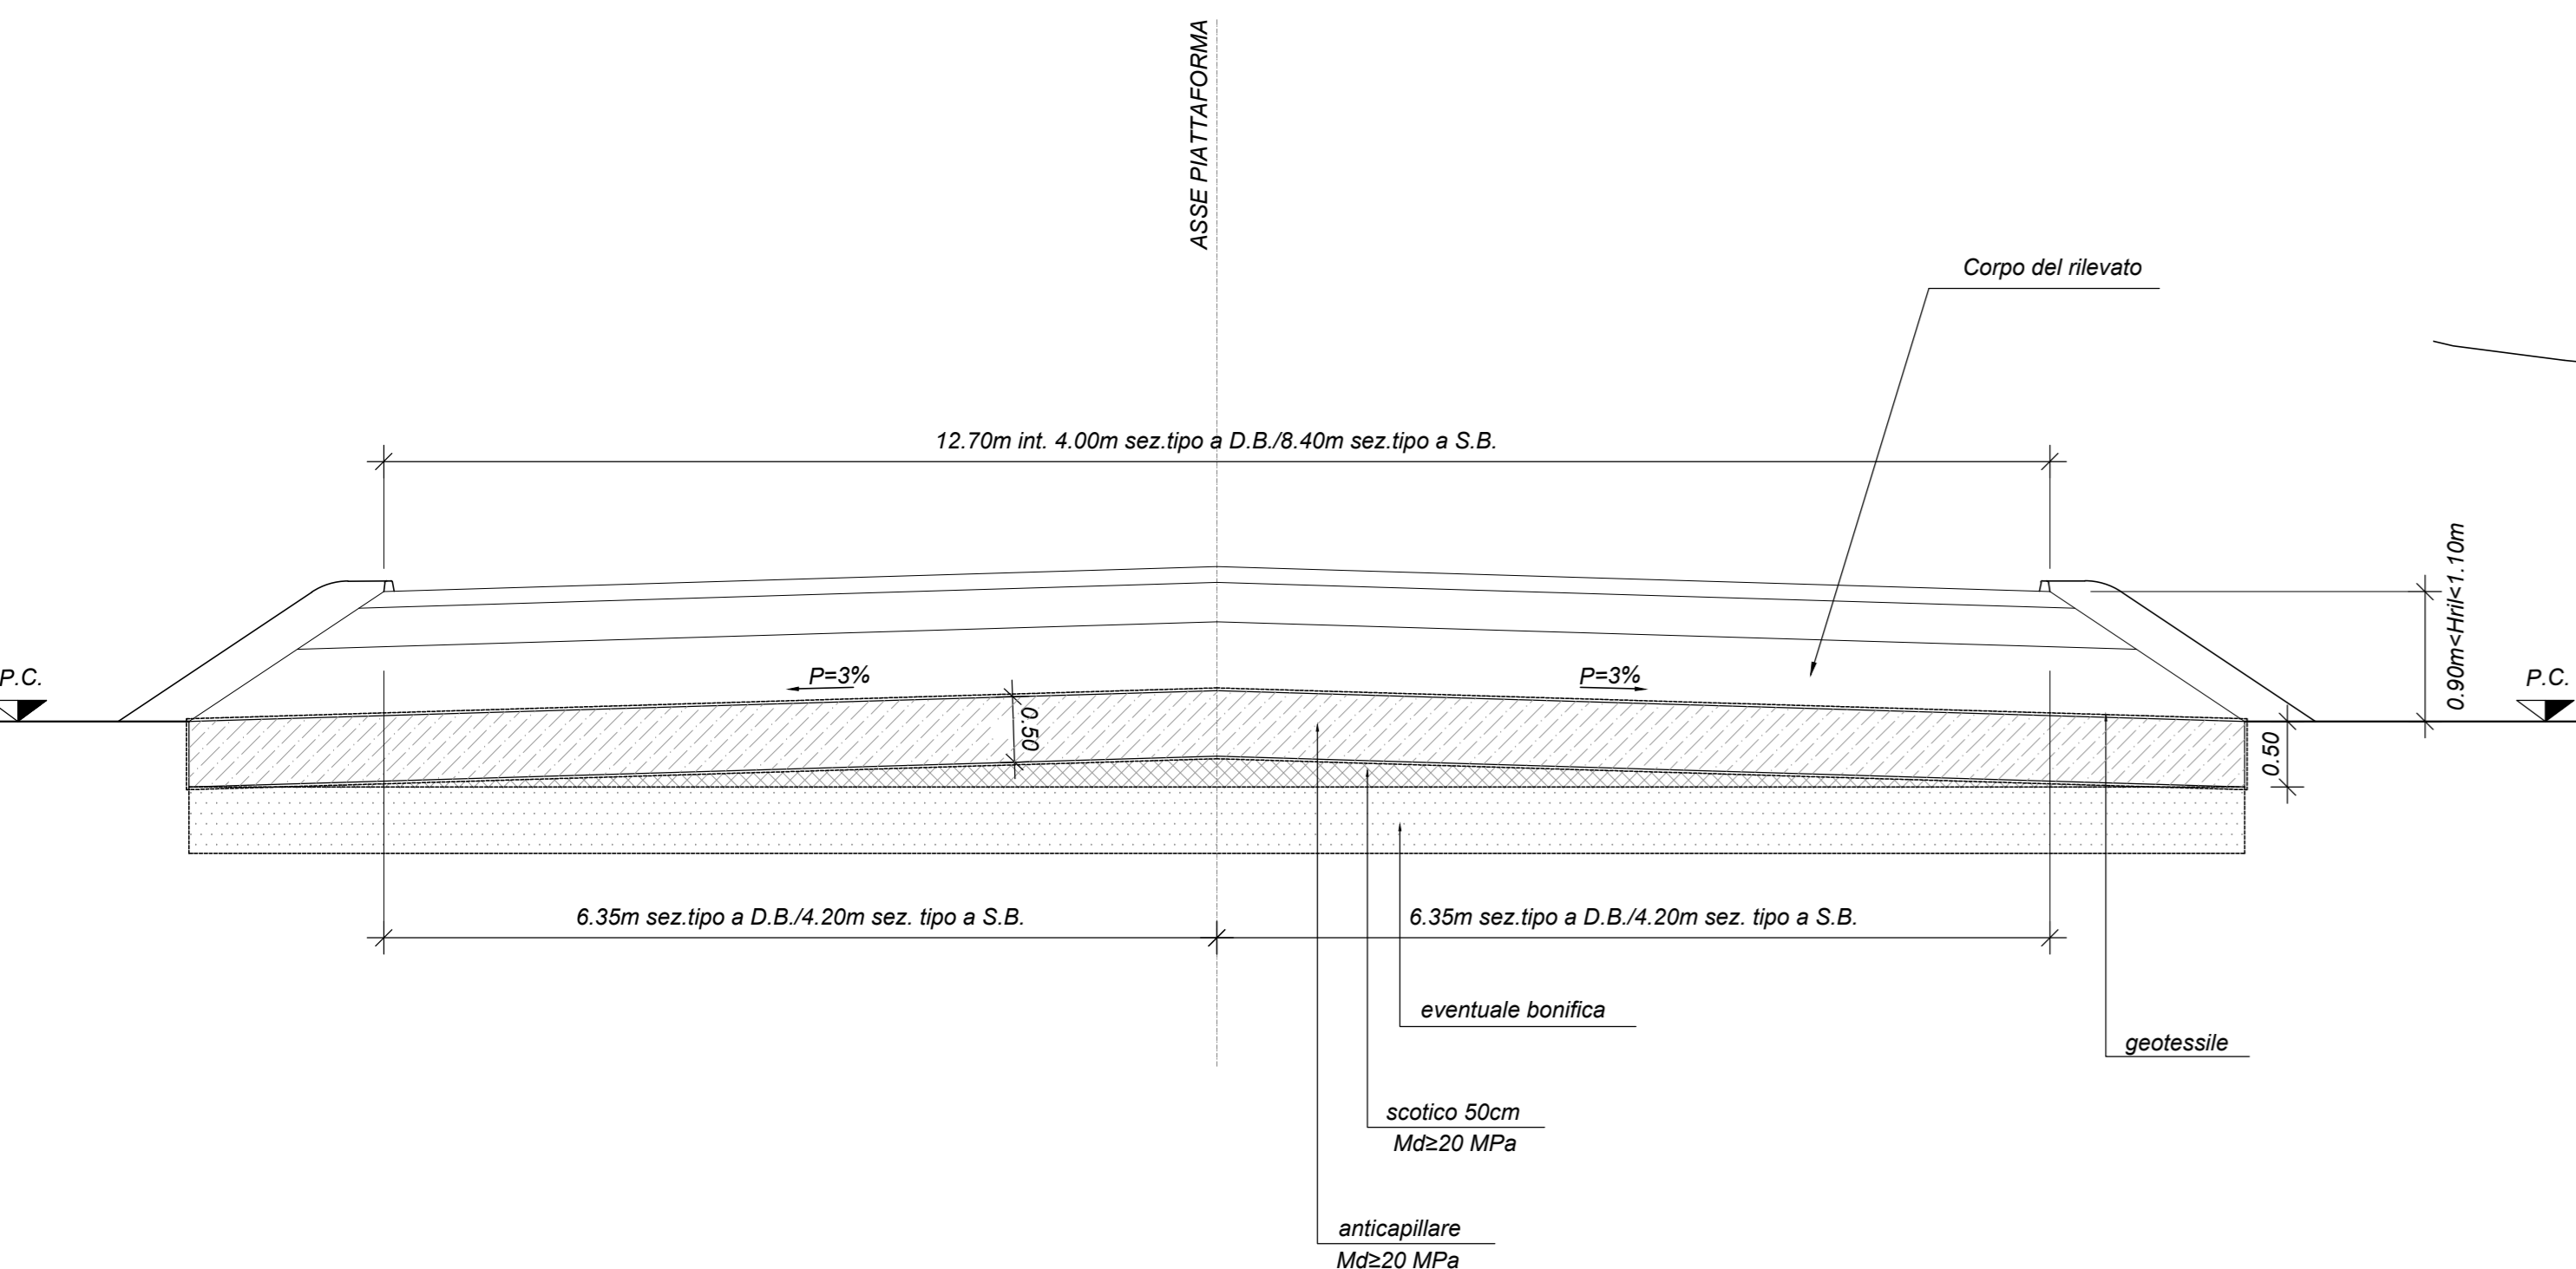 ASSE PIATTAFORMA
Corpo del rilevato
12.70m int. 4.00m sez.tipo a D.B./8.40m sez.tipo a S.B.
0.90m<Hril<1.10m
P.C.
P=3%
P=3%
P.C.
0.50
0.50
6.35m sez.tipo a D.B./4.20m sez. tipo a S.B.
6.35m sez.tipo a D.B./4.20m sez. tipo a S.B.
eventuale bonifica
geotessile
scotico 50cm
Md≥20 MPa
anticapillare
Md≥20 MPa